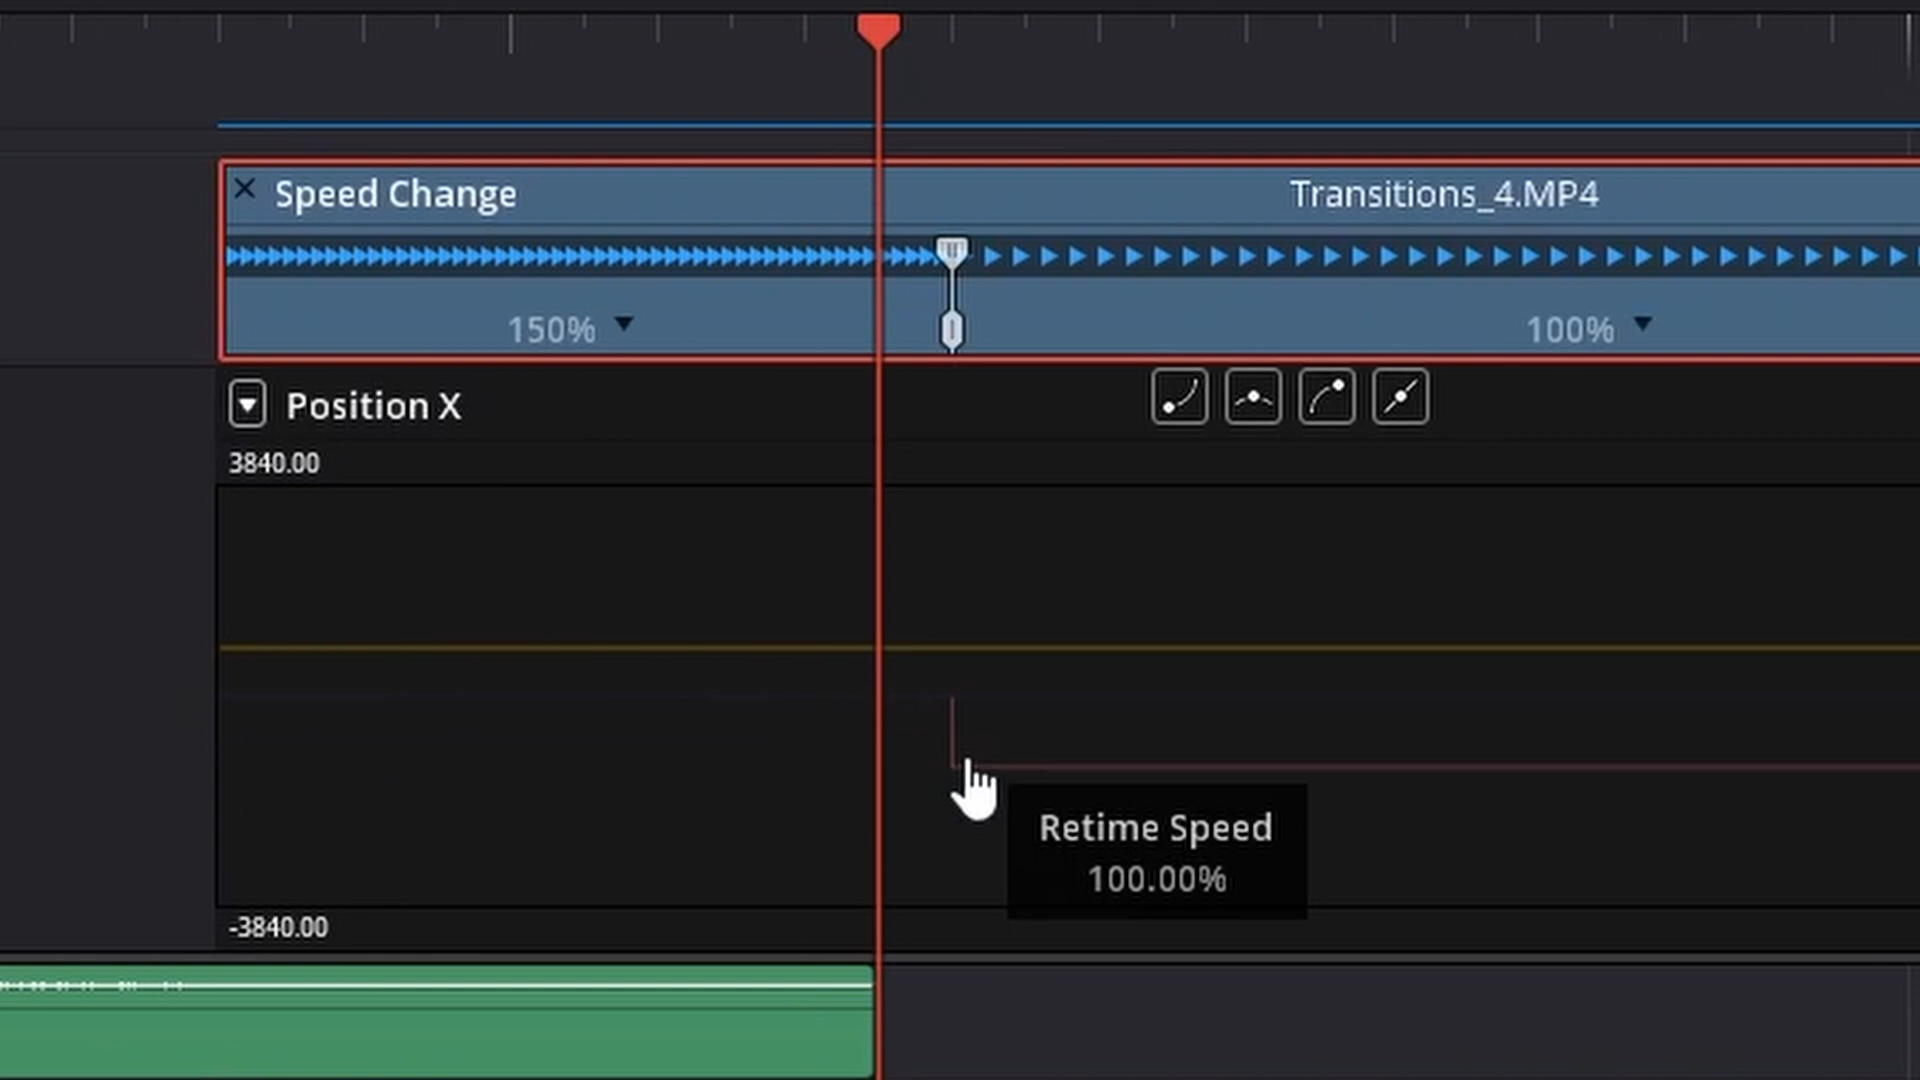 Speed Change
Transitions_4.MP4
150%
100%
Position X
3840.00
Retime Speed
100.00%
-3840.00